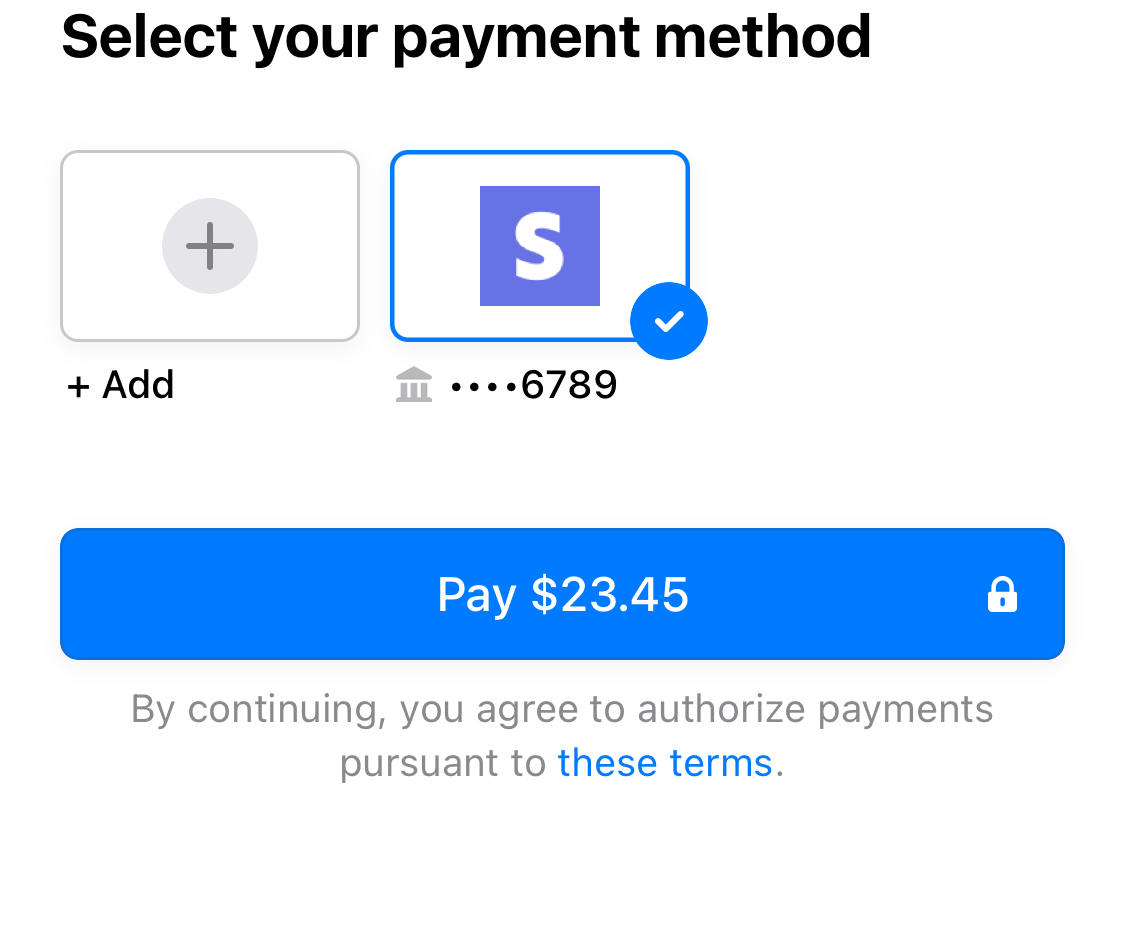 Select your payment method
S
+ Add
••••6789
Pay $23.45
By continuing, you agree to authorize payments
pursuant to these terms.